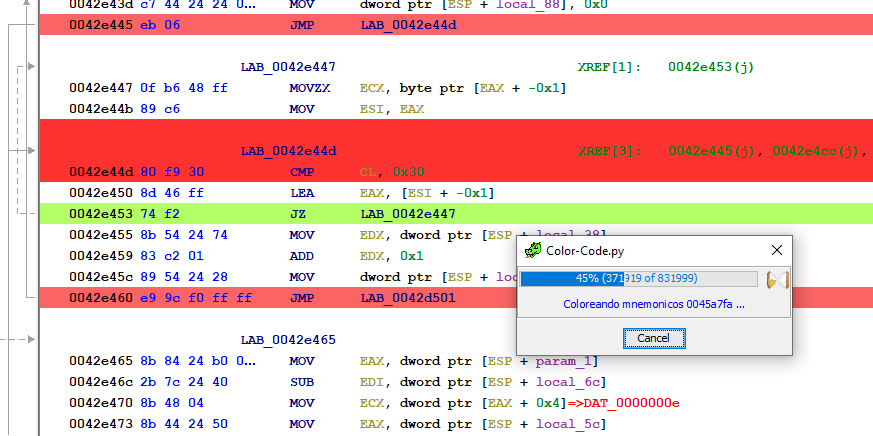 0042e43d c7 44 24 24 0... MOV dword ptr [ESP + local_88], 0x0
0042e445 eb 06 JMP LAB_0042e44d
LAB_0042e447 XREF[1]: 0042e453(j)
0042e447 0f b6 48 ff MOVZX ECX, byte ptr [EAX + -0x1]
0042e44b 89 c6 MOV ESI, EAX
LAB_0042e44d XREF[3]: 0042e445(j), 0042e4cc(j),
0042e44d 80 f9 30 CMP CL, 0x30
0042e450 8d 46 ff LEA EAX, [ESI + -0x1]
0042e453 74 f2 JZ LAB_0042e447
0042e455 8b 54 24 74 MOV EDX, dword ptr [ESP + local_38]
0042e459 83 c2 01 ADD EDX, 0x1
0042e45c 89 54 24 28 MOV dword ptr [ESP + loc
0042e460 e9 9c f0 ff ff JMP LAB_0042d501
Color-Code.py
45% (371919 of 831999)
Coloreando mnemonicos 0045a7fa ...
Cancel
LAB_0042e465
0042e465 8b 84 24 b0 0... MOV EAX, dword ptr [ESP + param_1]
0042e46c 2b 7c 24 40 SUB EDI, dword ptr [ESP + local_6c]
0042e470 8b 48 04 MOV ECX, dword ptr [EAX + 0x4]=>DAT_0000000e
0042e473 8b 44 24 50 MOV EAX, dword ptr [ESP + local_5c]